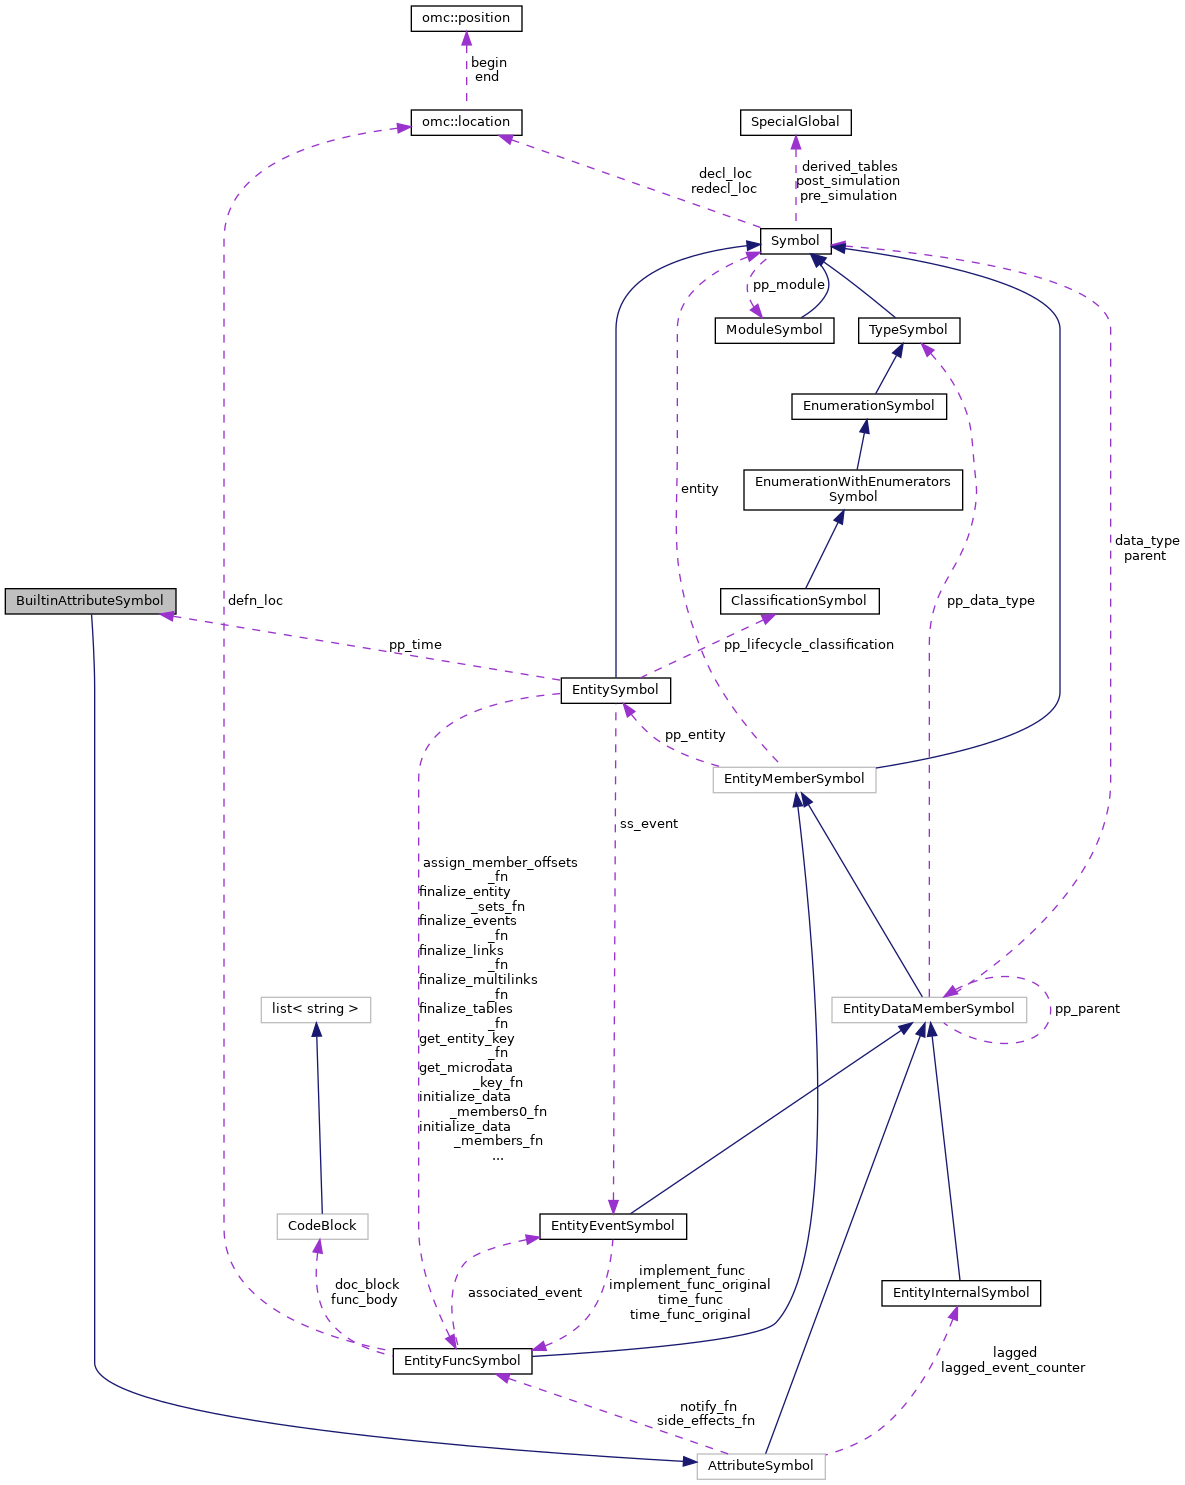 omc::position
begin
end
omc::location
SpecialGlobal
decl_loc
redecl_loc
derived_tables
post_simulation
pre_simulation
Symbol
pp_module
ModuleSymbol
TypeSymbol
EnumerationSymbol
EnumerationWithEnumerators
Symbol
entity
data_type
parent
BuiltinAttributeSymbol
defn_loc
ClassificationSymbol
pp_data_type
pp_time
pp_lifecycle_classification
EntitySymbol
pp_entity
EntityMemberSymbol
ss_event
assign_member_offsets
_fn
finalize_entity
_sets_fn
finalize_events
_fn
finalize_links
_fn
finalize_multilinks
_fn
finalize_tables
_fn
get_entity_key
_fn
get_microdata
_key_fn
initialize_data
_members0_fn
initialize_data
_members_fn
...
list< string >
EntityDataMemberSymbol
pp_parent
CodeBlock
EntityEventSymbol
doc_block
func_body
associated_event
implement_func
implement_func_original
time_func
time_func_original
EntityInternalSymbol
EntityFuncSymbol
lagged
lagged_event_counter
notify_fn
side_effects_fn
AttributeSymbol